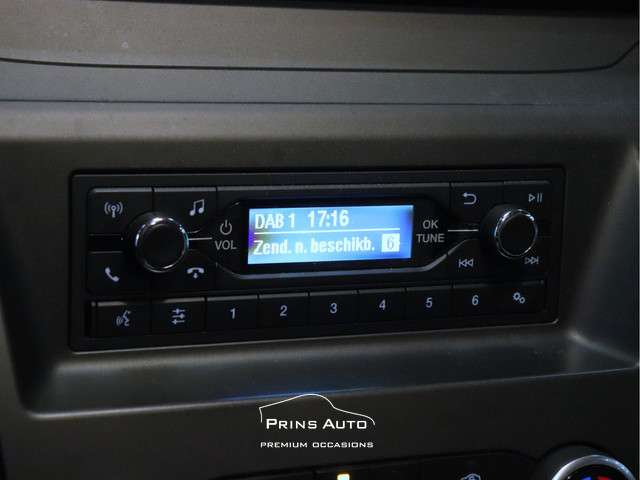 DAB 1 17:16
Zend. n. beschikb. 6
VOL
OK
TUNE
1 2 3 4 5 6
PRINS AUTO
PREMIUM OCCASIONS